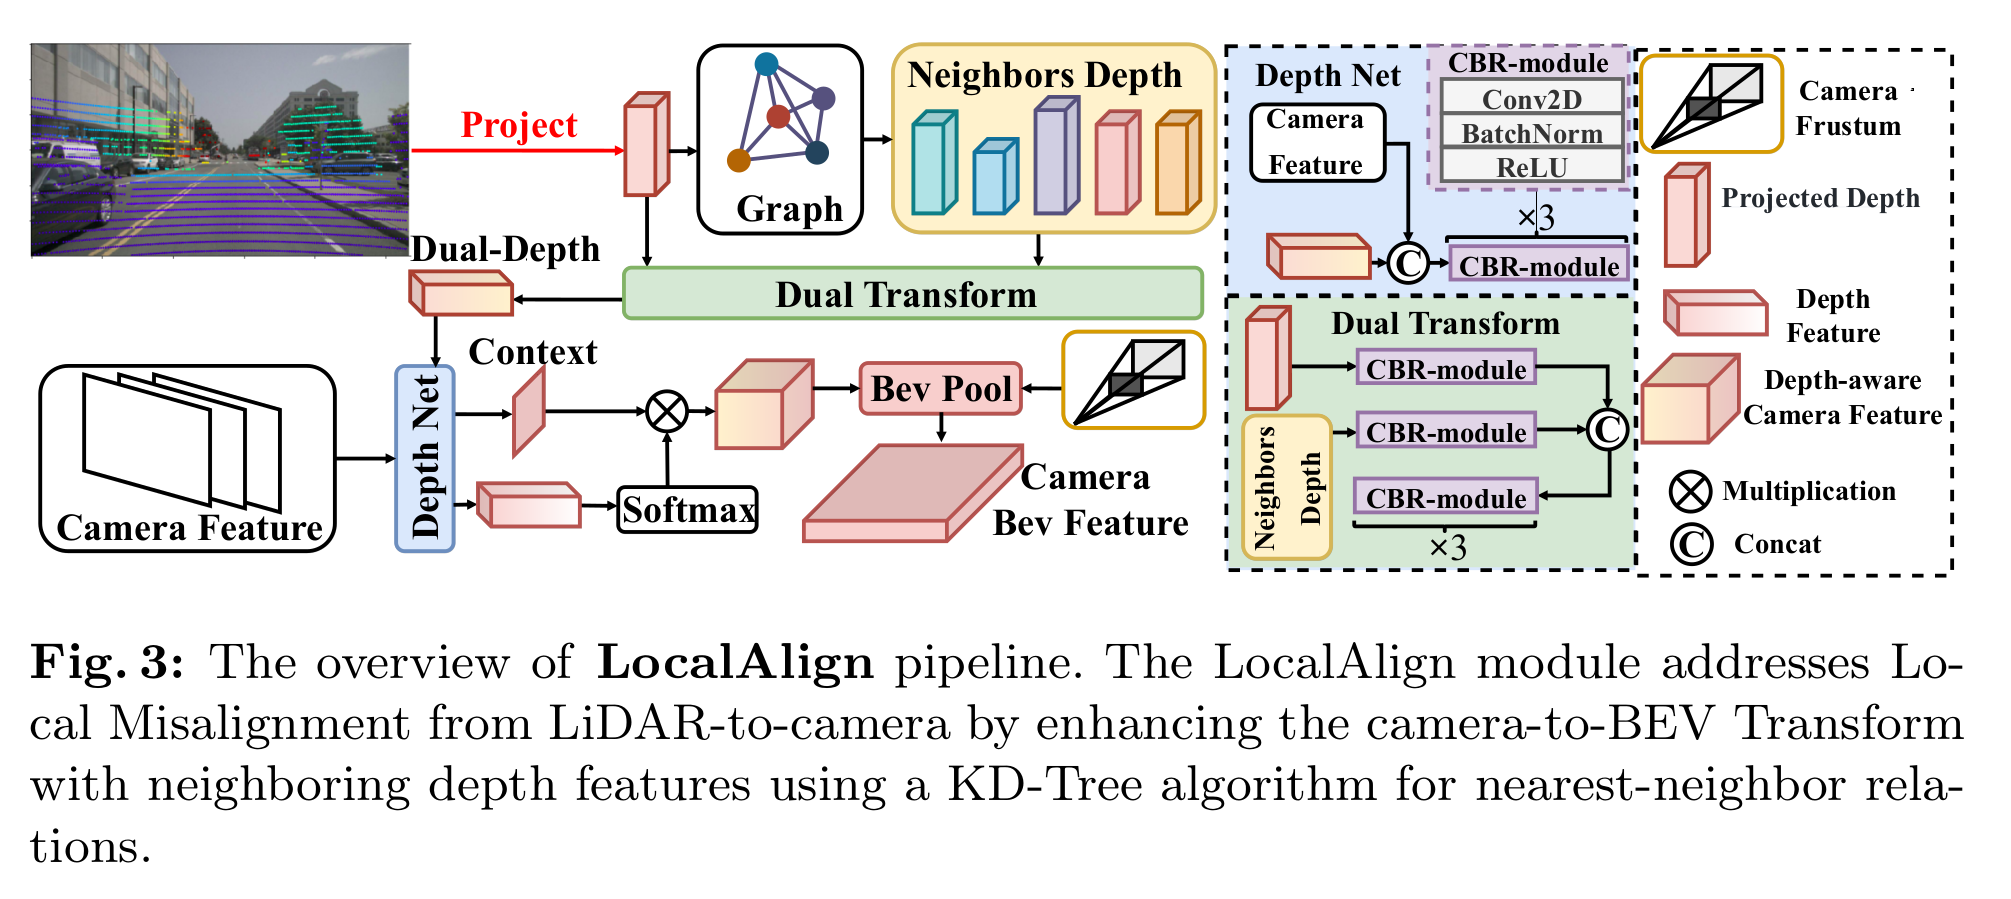 Project
Graph
Neighbors Depth
Dual-Depth
Dual Transform
Context
Camera Feature
Depth Net
Softmax
Bev Pool
Camera
Bev Feature
Depth Net
Camera
Feature
C
CBR-module
Conv2D
BatchNorm
ReLU
×3
CBR-module
Dual Transform
Neighbors
Depth
CBR-module
CBR-module
C
CBR-module
×3
Camera
Frustum
Projected Depth
Depth
Feature
Depth-aware
Camera Feature
Multiplication
C Concat
Fig. 3: The overview of LocalAlign pipeline. The LocalAlign module addresses Lo-
cal Misalignment from LiDAR-to-camera by enhancing the camera-to-BEV Transform
with neighboring depth features using a KD-Tree algorithm for nearest-neighbor rela-
tions.